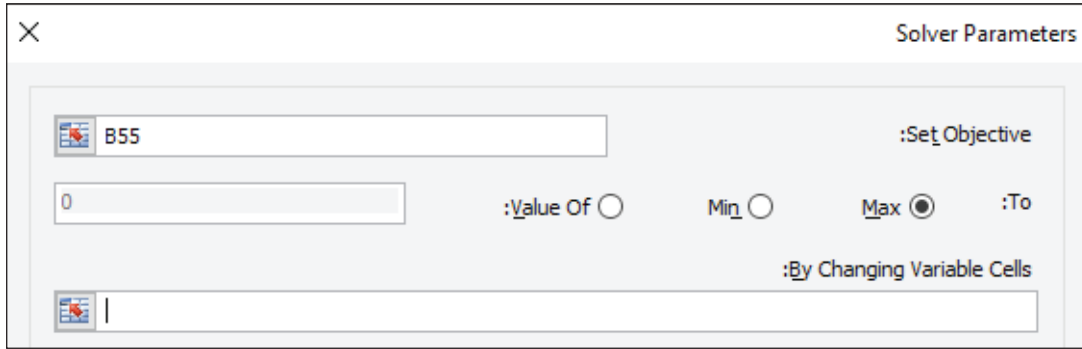 Solver Parameters
:Set Objective B55
:To Max Min :Value Of 0
:By Changing Variable Cells